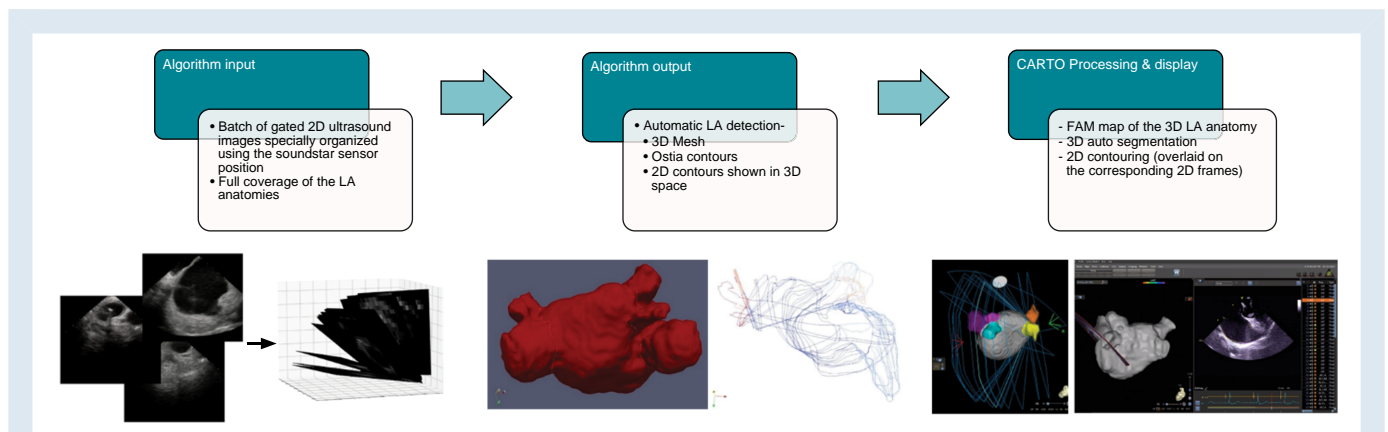 Algorithm input
• Batch of gated 2D ultrasound
images specially organized
using the soundstar sensor
position
• Full coverage of the LA
anatomies
Algorithm output
• Automatic LA detection-
• 3D Mesh
• Ostia contours
• 2D contours shown in 3D
space
CARTO Processing & display
- FAM map of the 3D LA anatomy
- 3D auto segmentation
- 2D contouring (overlaid on
the corresponding 2D frames)